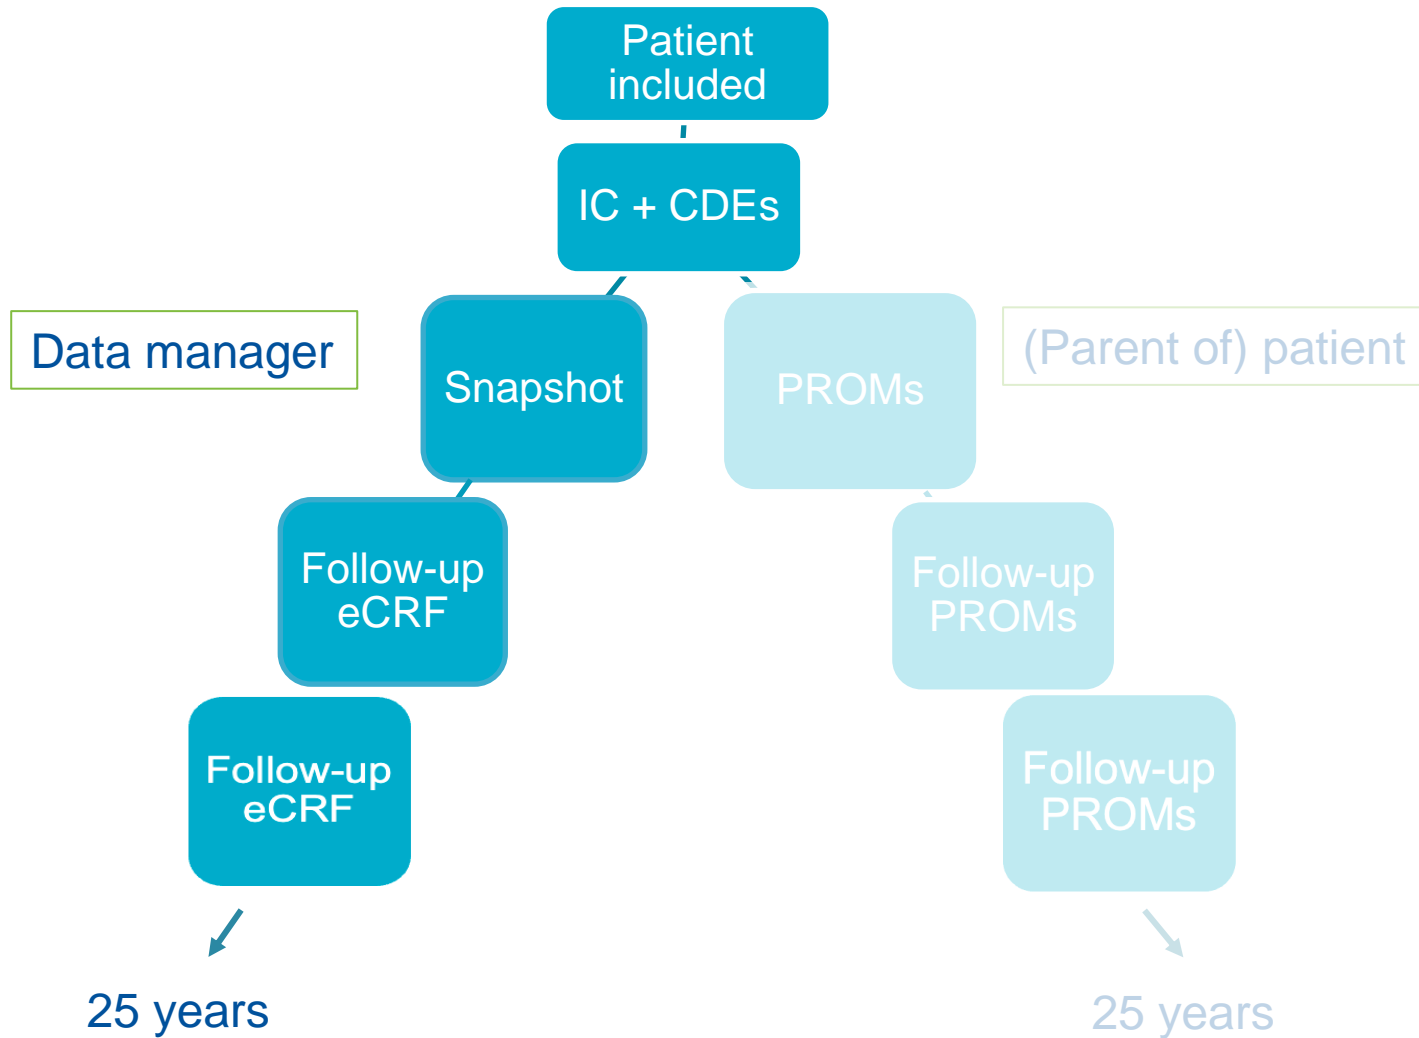 Patient
included
IC + CDEs
Data manager
Snapshot
PROMs
(Parent of) patient
Follow-up
eCRF
Follow-up
PROMs
Follow-up
eCRF
Follow-up
PROMs
25 years
25 years